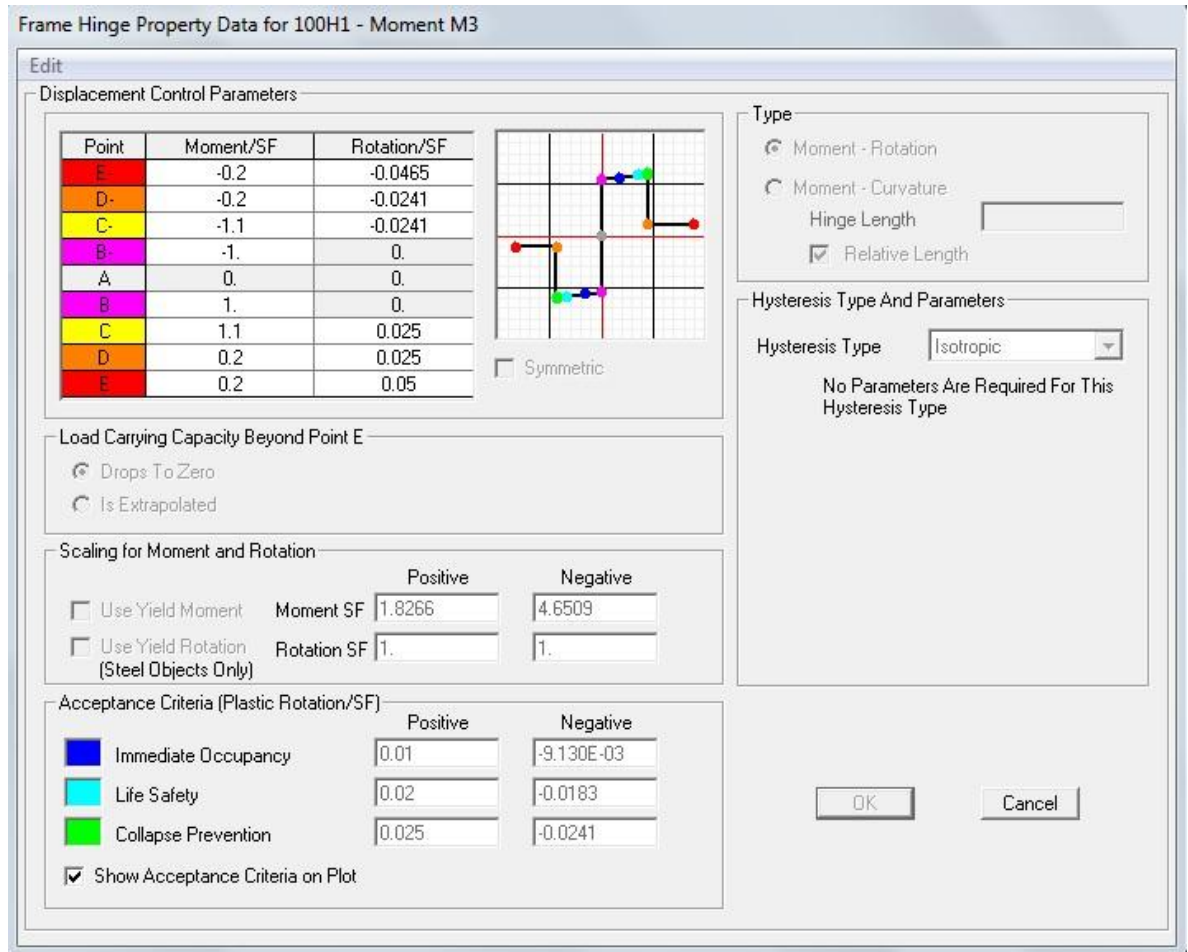 Frame Hinge Property Data for 100H1 - Moment M3
Edit
Displacement Control Parameters
Point Moment/SF Rotation/SF
E- -0.2 -0.0465
D- -0.2 -0.0241
C- -1.1 -0.0241
B- -1. 0.
A 0. 0.
B 1. 0.
C 1.1 0.025
D 0.2 0.025
E 0.2 0.05
Symmetric
Load Carrying Capacity Beyond Point E
Drops To Zero
Is Extrapolated
Scaling for Moment and Rotation
Positive Negative
Use Yield Moment Moment SF 1.8266 4.6509
Use Yield Rotation Rotation SF 1. 1.
(Steel Objects Only)
Acceptance Criteria (Plastic Rotation/SF)
Positive Negative
Immediate Occupancy 0.01 -9.130E-03
Life Safety 0.02 -0.0183
Collapse Prevention 0.025 -0.0241
Show Acceptance Criteria on Plot
Type
Moment - Rotation
Moment - Curvature
Hinge Length
Relative Length
Hysteresis Type And Parameters
Hysteresis Type Isotropic
No Parameters Are Required For This
Hysteresis Type
OK Cancel